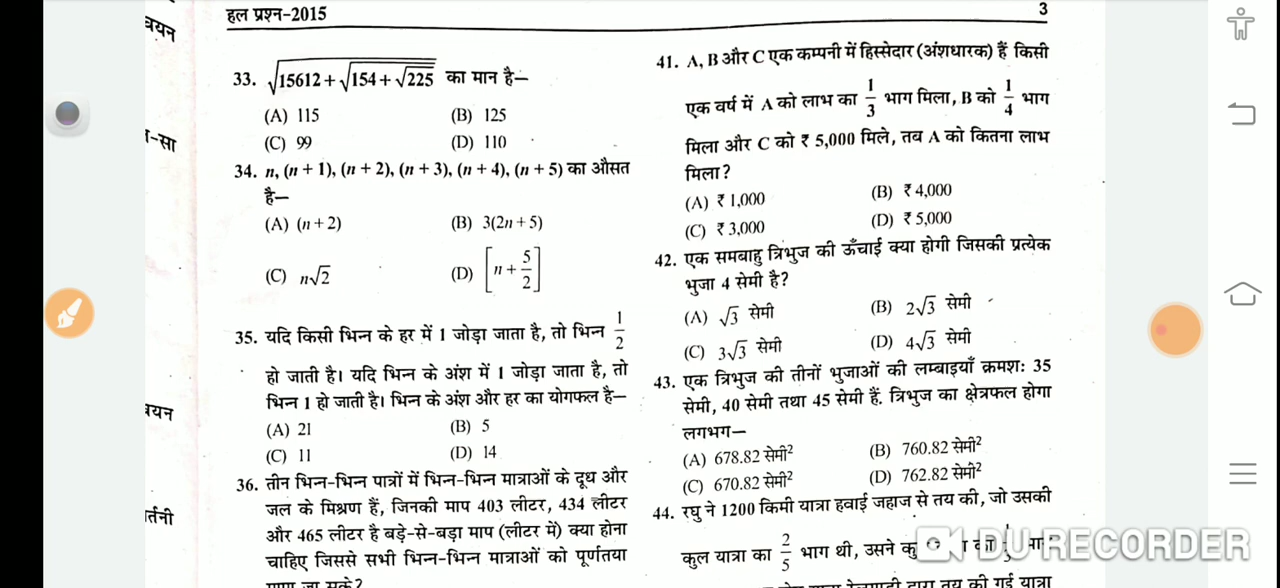 हल प्रश्न–2015
3
वयन
न-सा
वयन
र्तनी
33. √15612 + √154 + √225 का मान है–
(A) 115 (B) 125
(C) 99 (D) 110
34. n, (n + 1), (n + 2), (n + 3), (n + 4), (n + 5) का औसत
है–
(A) (n + 2) (B) 3(2n + 5)
(C) n√2 (D) [n + 5/2]
35. यदि किसी भिन्न के हर में 1 जोड़ा जाता है, तो भिन्न 1/2
हो जाती है। यदि भिन्न के अंश में 1 जोड़ा जाता है, तो
भिन्न 1 हो जाती है। भिन्न के अंश और हर का योगफल है–
(A) 21 (B) 5
(C) 11 (D) 14
36. तीन भिन्न-भिन्न पात्रों में भिन्न-भिन्न मात्राओं के दूध और
जल के मिश्रण हैं, जिनकी माप 403 लीटर, 434 लीटर
और 465 लीटर है बड़े-से-बड़ा माप (लीटर में) क्या होना
चाहिए जिससे सभी भिन्न-भिन्न मात्राओं को पूर्णतया
41. A, B और C एक कम्पनी में हिस्सेदार (अंशधारक) हैं किसी
एक वर्ष में A को लाभ का 1/3 भाग मिला, B को 1/4 भाग
मिला और C को ₹ 5,000 मिले, तब A को कितना लाभ
मिला?
(A) ₹ 1,000 (B) ₹ 4,000
(C) ₹ 3,000 (D) ₹ 5,000
42. एक समबाहु त्रिभुज की ऊँचाई क्या होगी जिसकी प्रत्येक
भुजा 4 सेमी है?
(A) √3 सेमी (B) 2√3 सेमी
(C) 3√3 सेमी (D) 4√3 सेमी
43. एक त्रिभुज की तीनों भुजाओं की लम्बाइयाँ क्रमश: 35
सेमी, 40 सेमी तथा 45 सेमी हैं. त्रिभुज का क्षेत्रफल होगा
लगभग–
(A) 678.82 सेमी² (B) 760.82 सेमी²
(C) 670.82 सेमी² (D) 762.82 सेमी²
44. रघु ने 1200 किमी यात्रा हवाई जहाज से तय की, जो उसकी
कुल यात्रा का 2/5 भाग थी, उसने
DU RECORDER